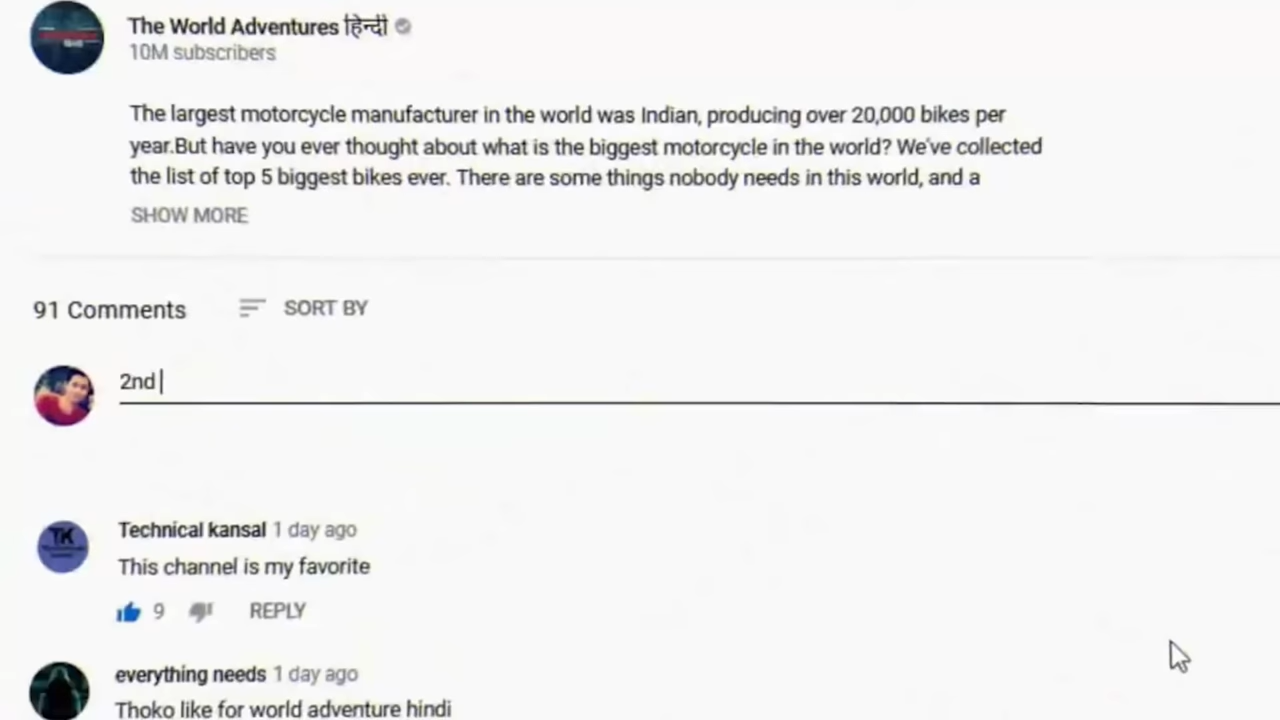 The World Adventures हिन्दी
10M subscribers
The largest motorcycle manufacturer in the world was Indian, producing over 20,000 bikes per
year.But have you ever thought about what is the biggest motorcycle in the world? We've collected
the list of top 5 biggest bikes ever. There are some things nobody needs in this world, and a
SHOW MORE
91 Comments SORT BY
2nd
TK
Technical kansal 1 day ago
This channel is my favorite
9 REPLY
everything needs 1 day ago
Thoko like for world adventure hindi